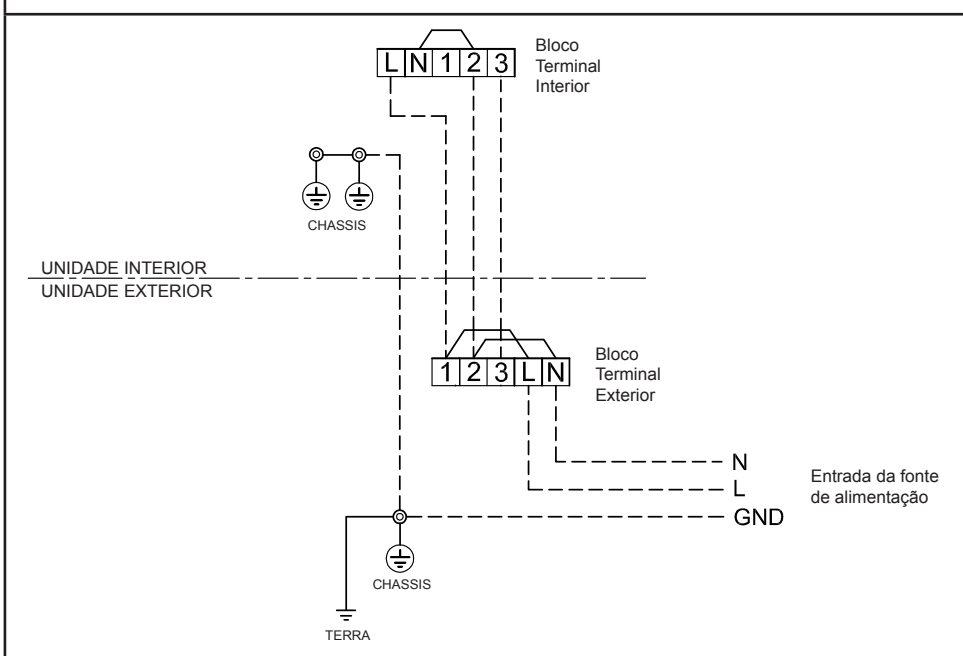 Bloco
Terminal
Interior
L N 1 2 3
CHASSIS
UNIDADE INTERIOR
UNIDADE EXTERIOR
Bloco
Terminal
Exterior
1 2 3 L N
N
L
GND
Entrada da fonte
de alimentação
CHASSIS
TERRA